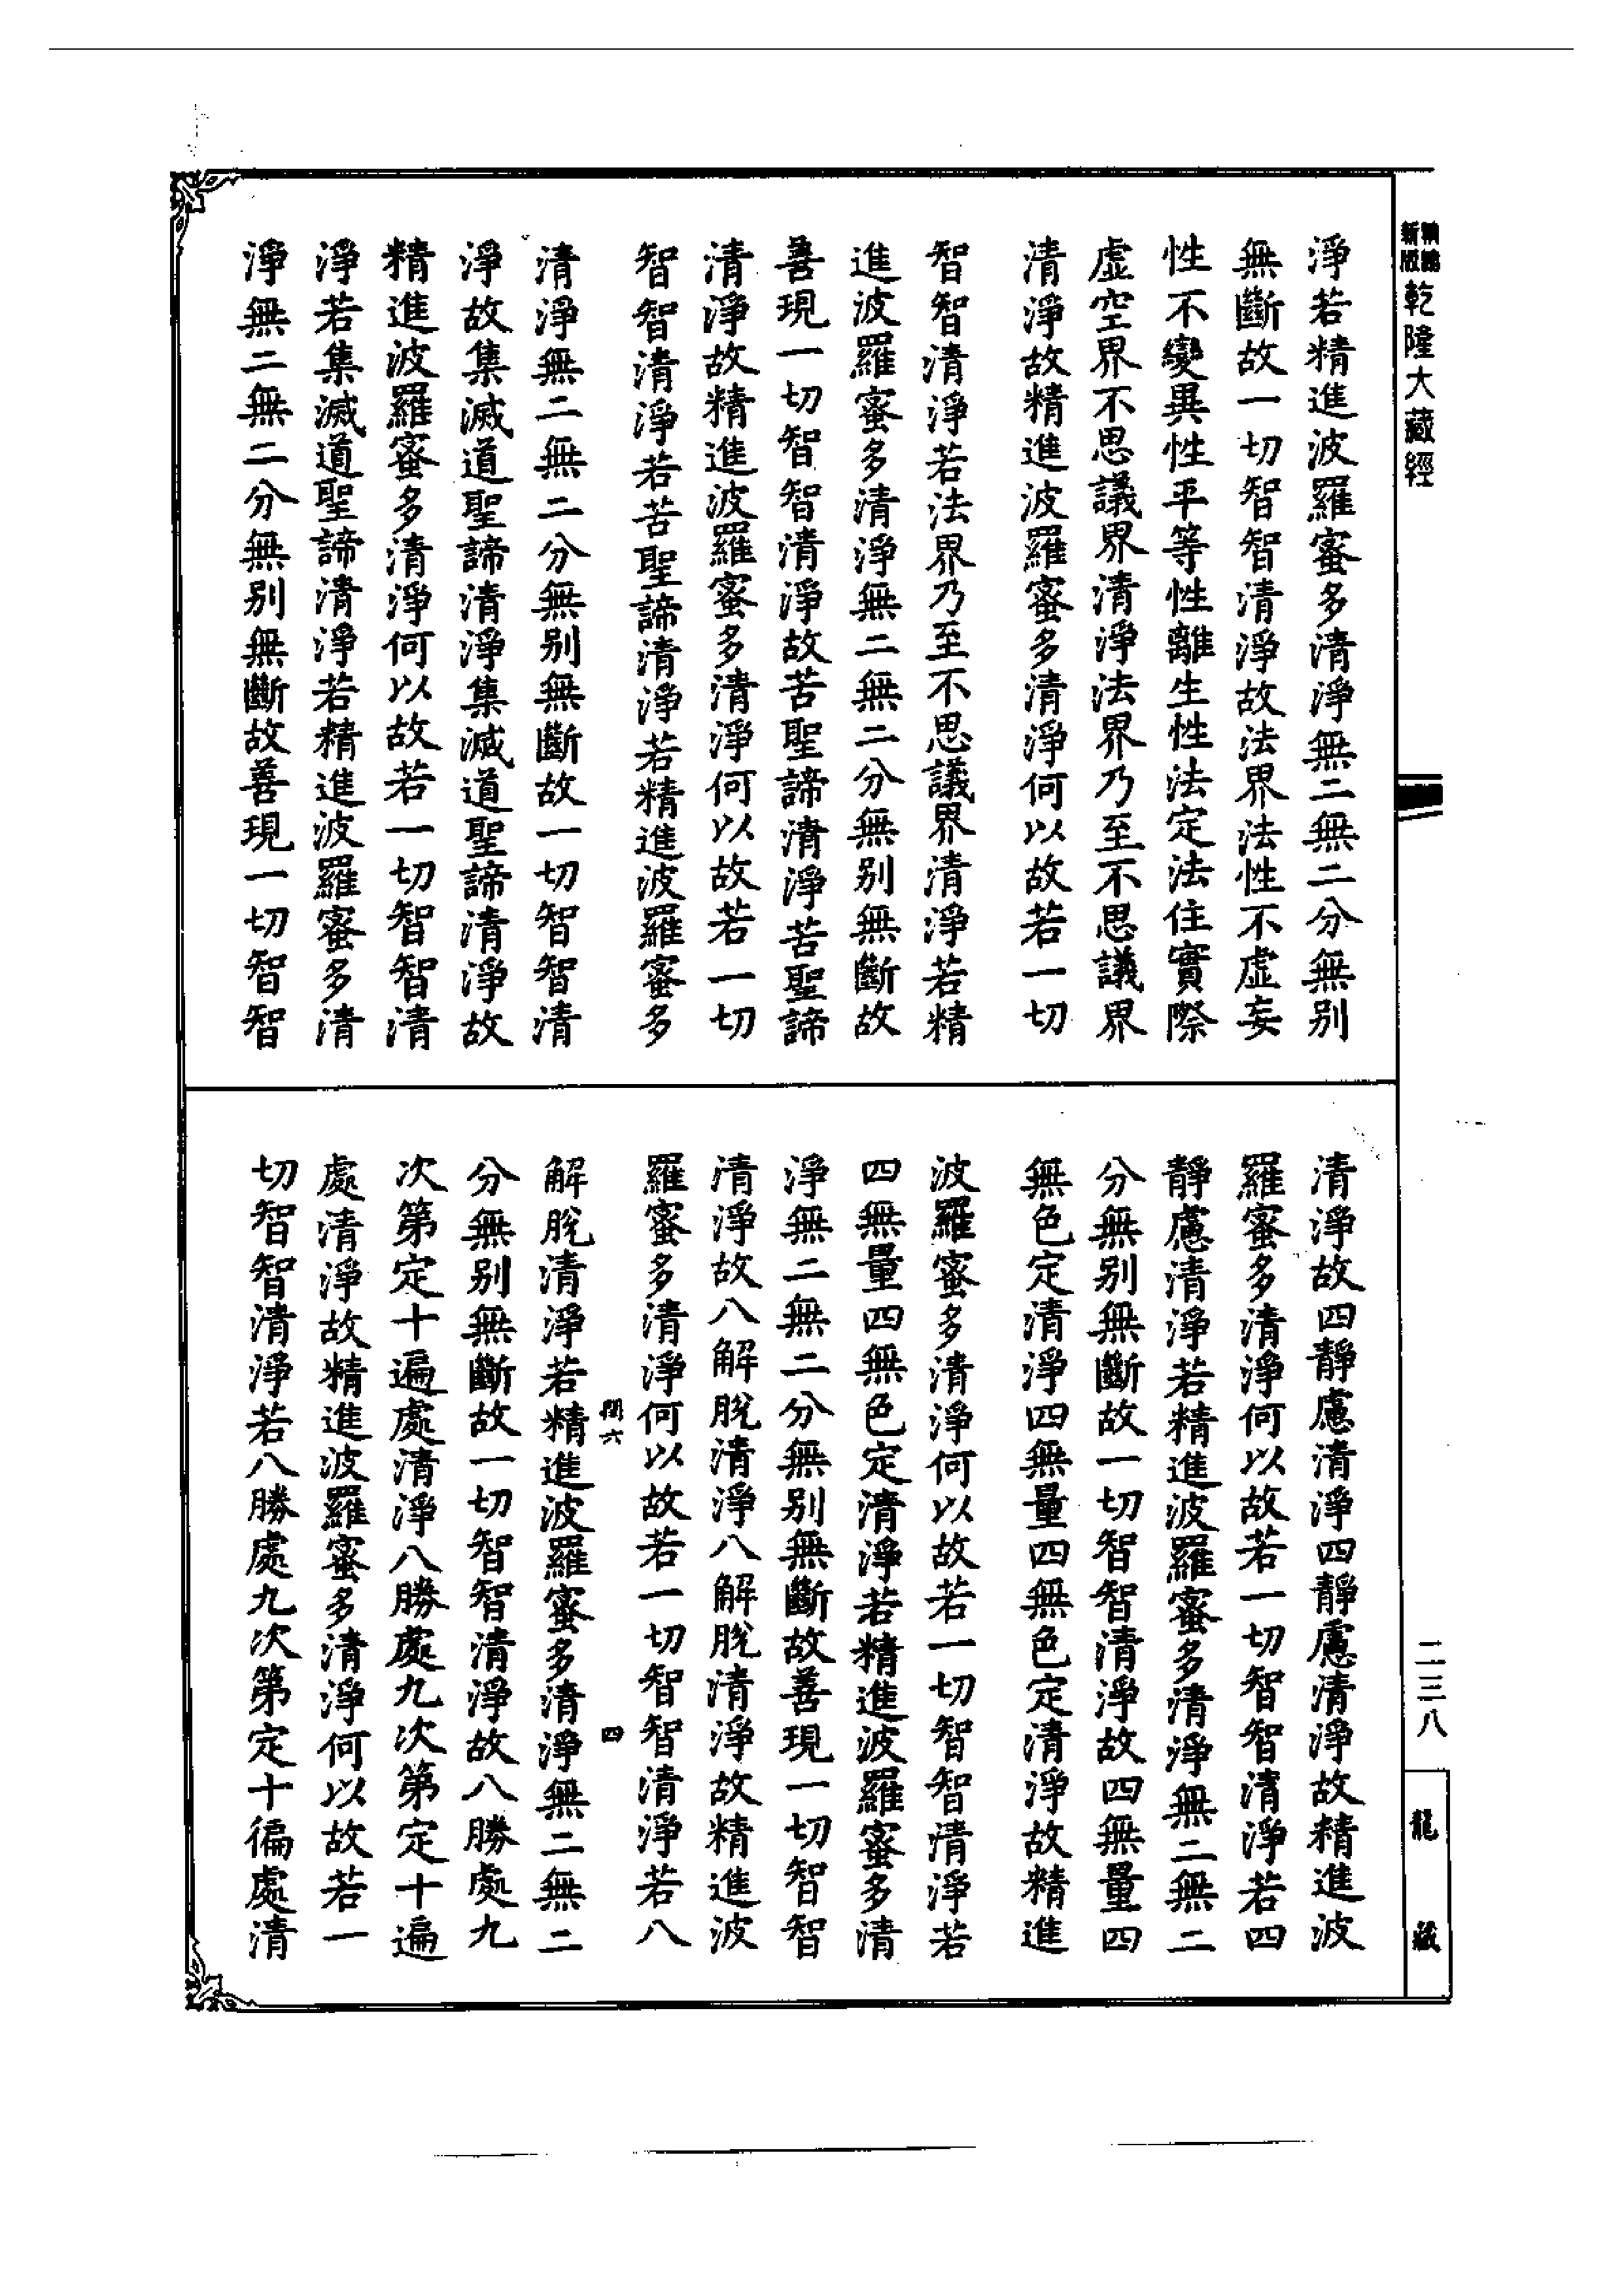 新版
乾隆大藏經
淨若精進波羅蜜多清淨無二無二分無別
無斷故一切智智清淨故法界法性不虛妄
性不變異性平等性離生性法定法住實際
虛空界不思議界清淨法界乃至不思議界
清淨故精進波羅蜜多清淨何以故若一切
智智清淨若法界乃至不思議界清淨若精
進波羅蜜多清淨無二無二分無別無斷故
善現一切智智清淨故苦聖諦清淨苦聖諦
清淨故精進波羅蜜多清淨何以故若一切
智智清淨若苦聖諦清淨若精進波羅蜜多
清淨無二無二分無別無斷故一切智智清
淨故集滅道聖諦清淨集滅道聖諦清淨故
精進波羅蜜多清淨何以故若一切智智清
淨若集滅道聖諦清淨若精進波羅蜜多清
淨無二無二分無別無斷故善現一切智智
清淨故四靜慮清淨四靜慮清淨故精進波
羅蜜多清淨何以故若一切智智清淨若四
靜慮清淨若精進波羅蜜多清淨無二無二
分無別無斷故一切智智清淨故四無量四
無色定清淨四無量四無色定清淨故精進
波羅蜜多清淨何以故若一切智智清淨若
四無量四無色定清淨若精進波羅蜜多清
淨無二無二分無別無斷故善現一切智智
清淨故八解脫清淨八解脫清淨故精進波
羅蜜多清淨何以故若一切智智清淨若八
六 四
解脫清淨若精進波羅蜜多清淨無二無二
分無別無斷故一切智智清淨故八勝處九
次第定十遍處清淨八勝處九次第定十遍
處清淨故精進波羅蜜多清淨何以故若一
切智智清淨若八勝處九次第定十徧處清
二三八
龍藏